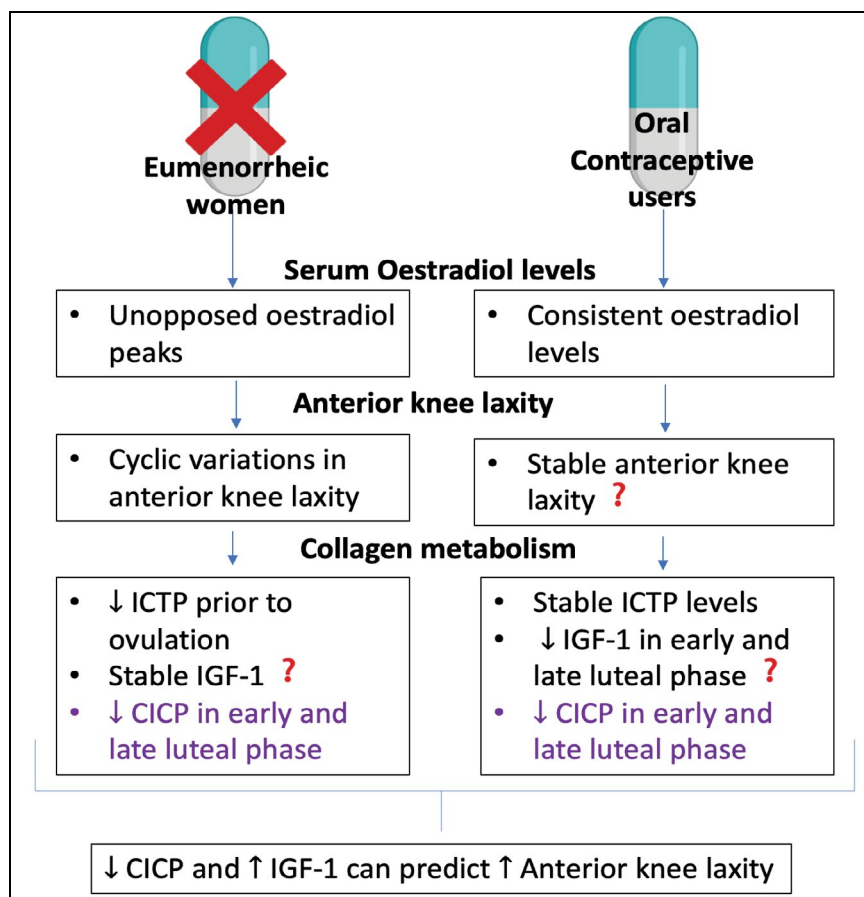 Eumenorrheic
women
Oral
Contraceptive
users
Serum Oestradiol levels
• Unopposed oestradiol
peaks
• Consistent oestradiol
levels
Anterior knee laxity
• Cyclic variations in
anterior knee laxity
• Stable anterior knee
laxity ?
Collagen metabolism
• ↓ ICTP prior to
ovulation
• Stable IGF-1 ?
• ↓ CICP in early and
late luteal phase
• Stable ICTP levels
• ↓ IGF-1 in early and
late luteal phase ?
• ↓ CICP in early and
late luteal phase
↓ CICP and ↑ IGF-1 can predict ↑ Anterior knee laxity